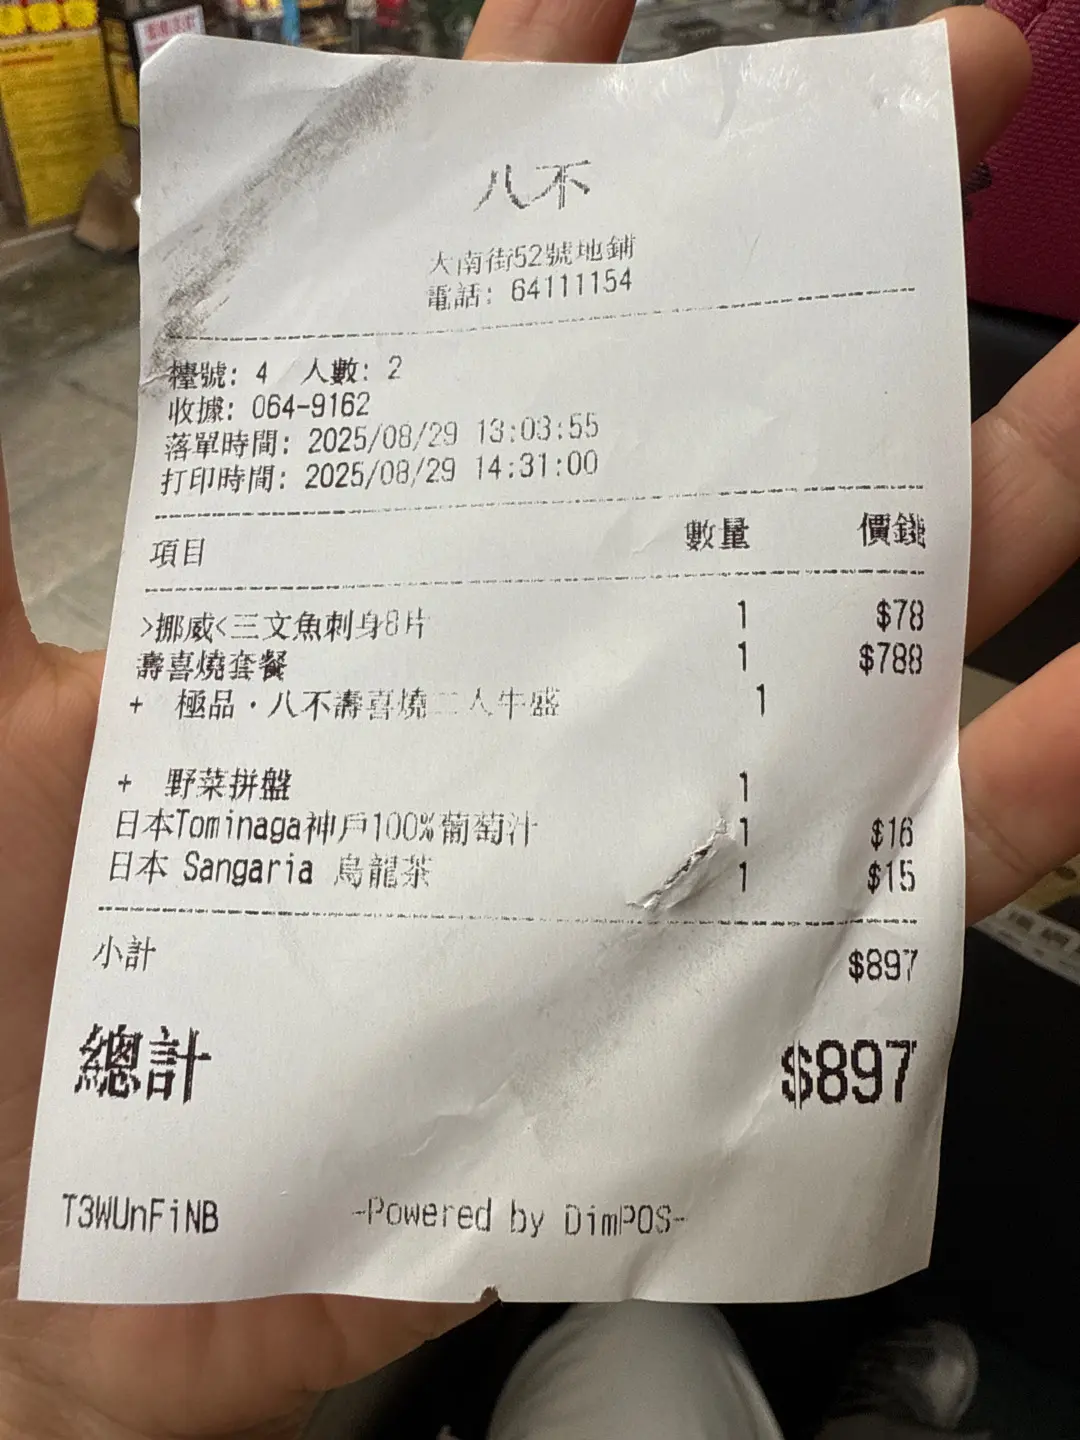 八不
大南街52號地鋪
電話: 64111154
檯號: 4 人數: 2
收據: 064-9162
落單時間: 2025/08/29 13:03:55
打印時間: 2025/08/29 14:31:00
項目 數量 價錢
>挪威<三文魚刺身8片 1 $78
壽喜燒套餐 1 $788
+ 極品·八不壽喜燒二人牛盛 1
+ 野菜拼盤 1
日本Tominaga神戶100%葡萄汁 1 $16
日本 Sangaria 烏龍茶 1 $15
小計 $897
總計 $897
T3WUnFiNB -Powered by DimPOS-